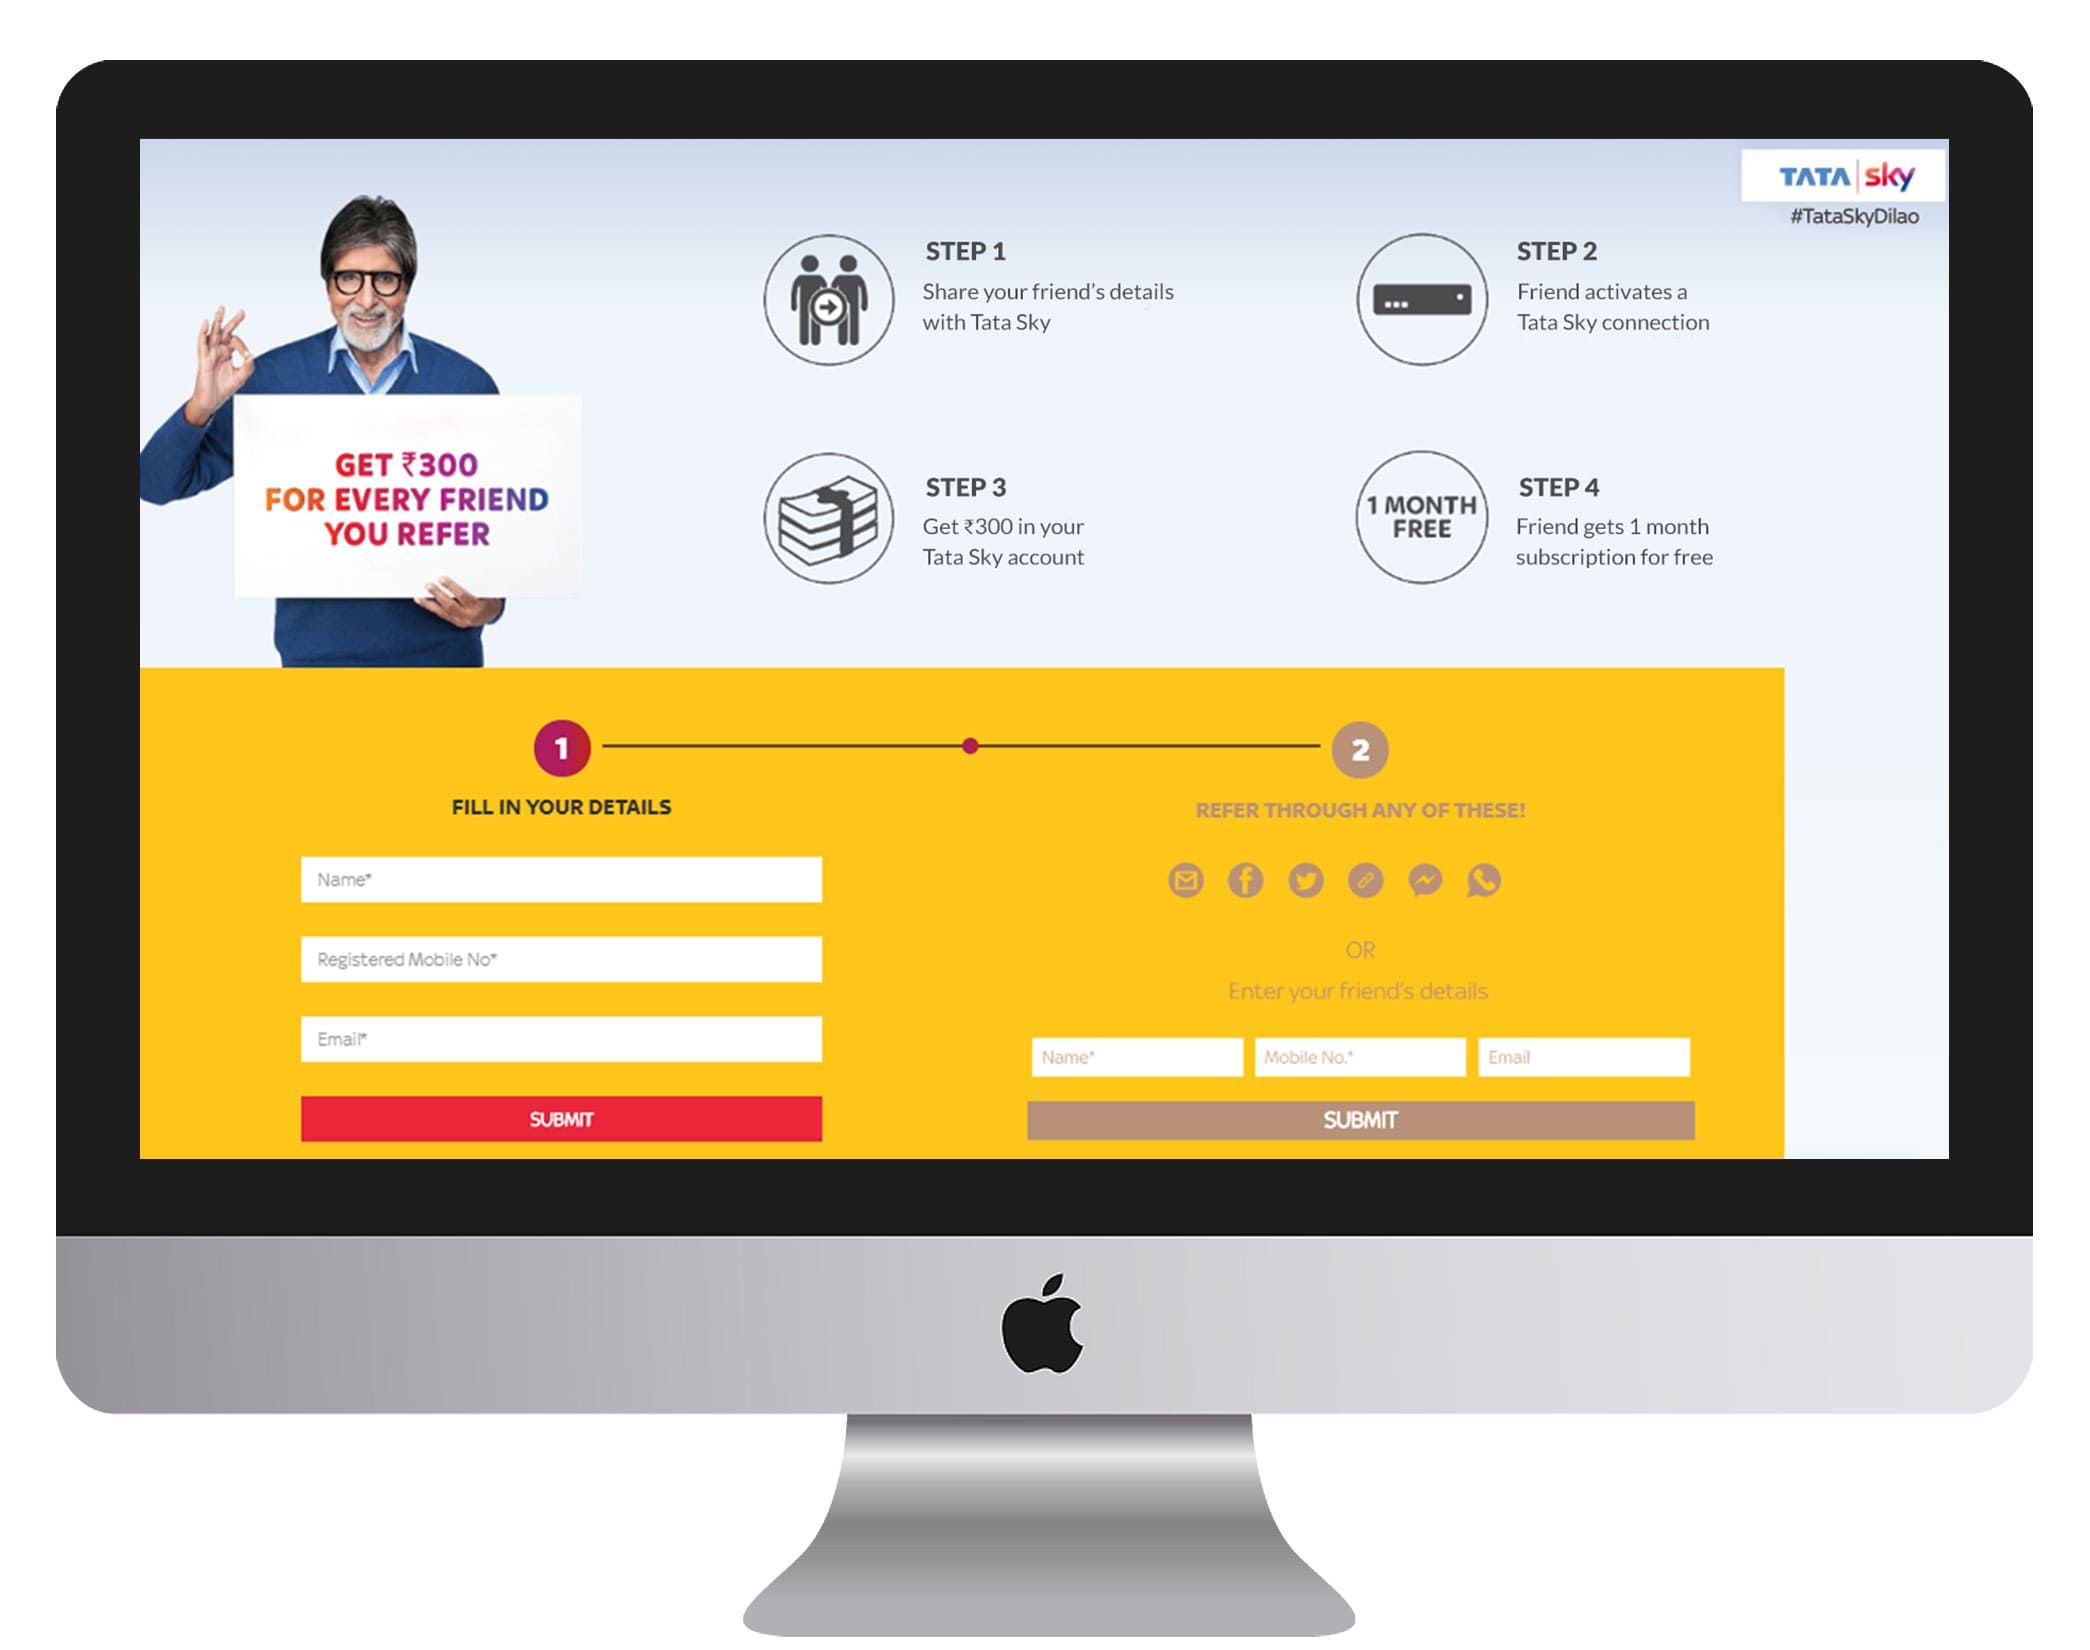 TATA sky
#TataSkyDilao
GET ₹300
FOR EVERY FRIEND
YOU REFER
STEP 1
Share your friend's details
with Tata Sky
STEP 2
Friend activates a
Tata Sky connection
STEP 3
Get ₹300 in your
Tata Sky account
1 MONTH
FREE
STEP 4
Friend gets 1 month
subscription for free
1
FILL IN YOUR DETAILS
Name*
Registered Mobile No*
Email*
SUBMIT
2
REFER THROUGH ANY OF THESE!
OR
Enter your friend's details
Name*
Mobile No.*
Email
SUBMIT